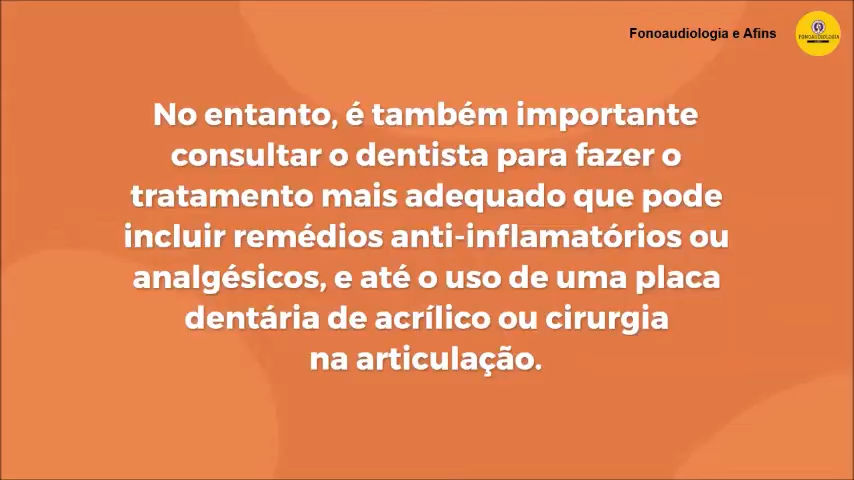 Fonoaudiologia e Afins
FONOAUDIOLOGIA
No entanto, é também importante
consultar o dentista para fazer o
tratamento mais adequado que pode
incluir remédios anti-inflamatórios ou
analgésicos, e até o uso de uma placa
dentária de acrílico ou cirurgia
na articulação.